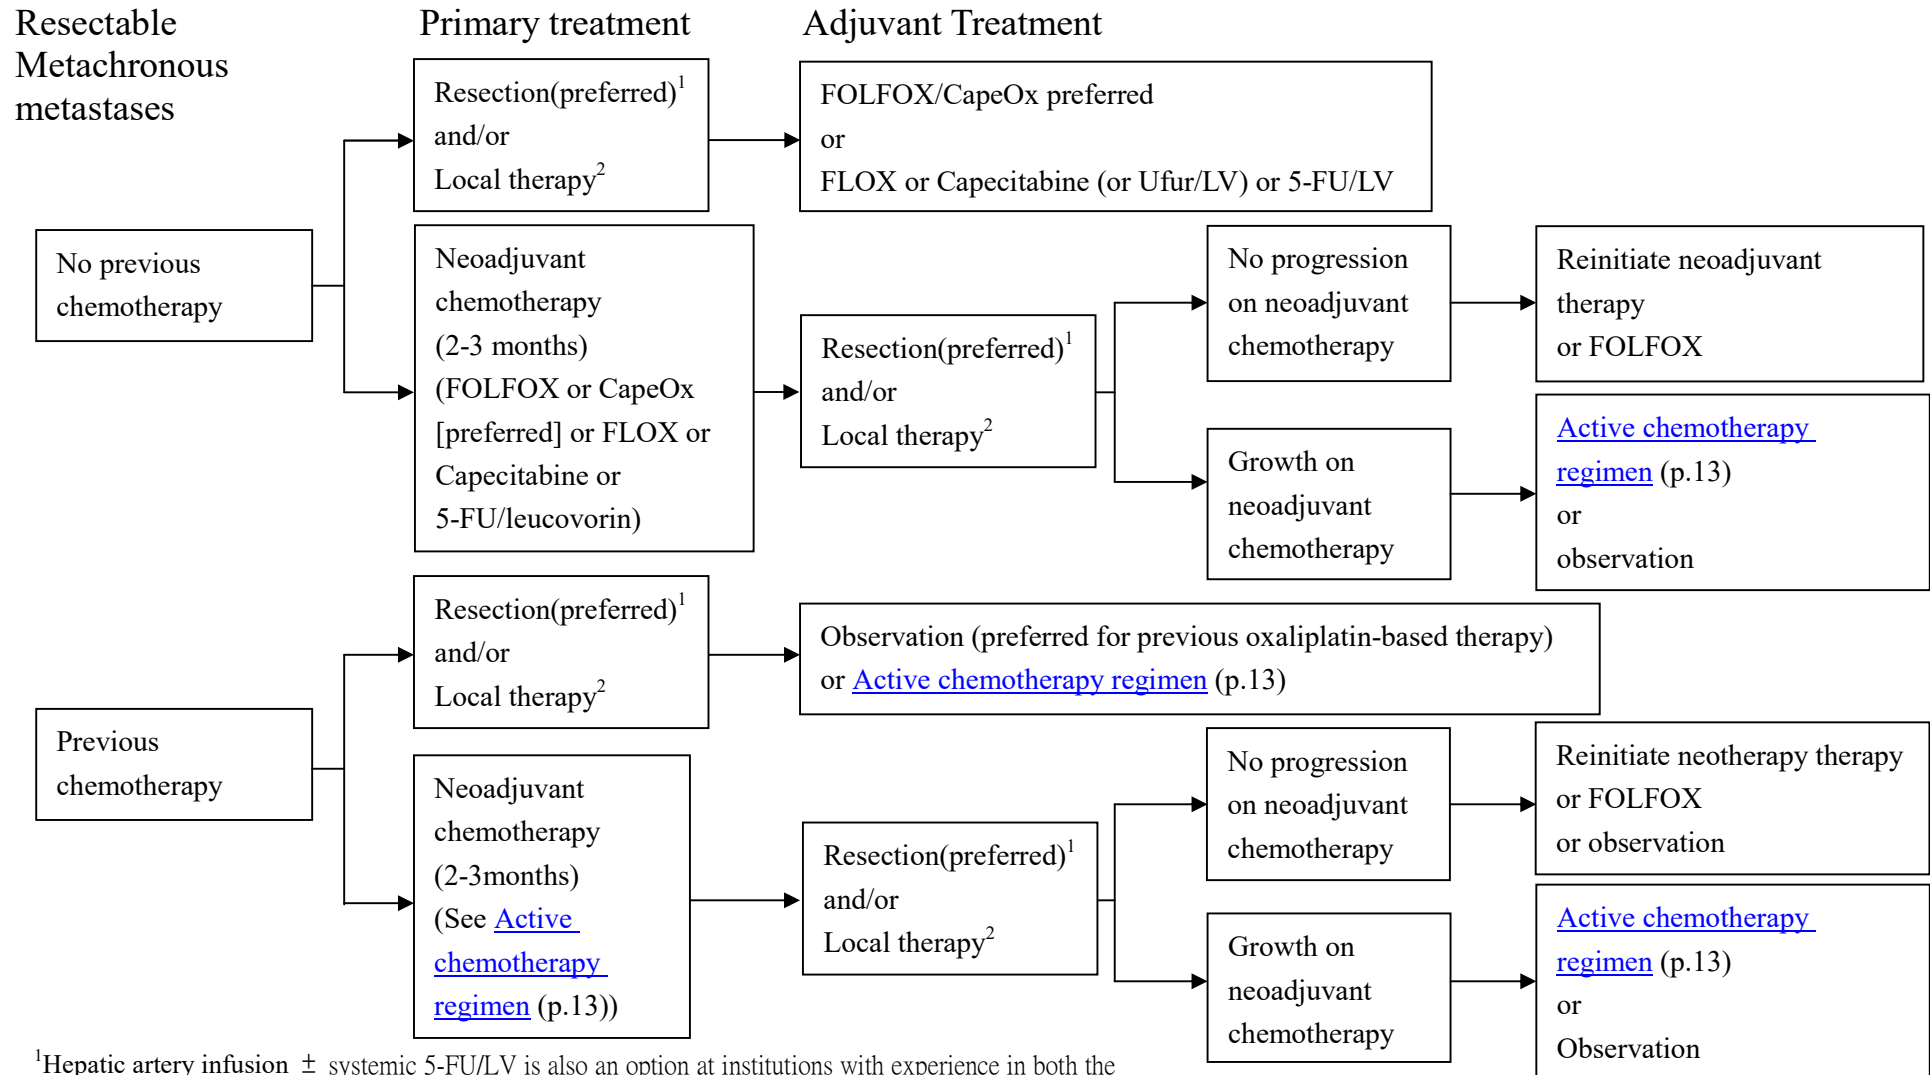 Resectable
Metachronous
metastases
Primary treatment
Adjuvant Treatment
No previous
chemotherapy
Resection(preferred)1
and/or
Local therapy2
FOLFOX/CapeOx preferred
or
FLOX or Capecitabine (or Ufur/LV) or 5-FU/LV
Neoadjuvant
chemotherapy
(2-3 months)
(FOLFOX or CapeOx
[preferred] or FLOX or
Capecitabine or
5-FU/leucovorin)
Resection(preferred)1
and/or
Local therapy2
No progression
on neoadjuvant
chemotherapy
Reinitiate neoadjuvant
therapy
or FOLFOX
Growth on
neoadjuvant
chemotherapy
Active chemotherapy
regimen (p.13)
or
observation
Previous
chemotherapy
Resection(preferred)1
and/or
Local therapy2
Observation (preferred for previous oxaliplatin-based therapy)
or Active chemotherapy regimen (p.13)
Neoadjuvant
chemotherapy
(2-3months)
(See Active
chemotherapy
regimen (p.13))
Resection(preferred)1
and/or
Local therapy2
No progression
on neoadjuvant
chemotherapy
Reinitiate neotherapy therapy
or FOLFOX
or observation
Growth on
neoadjuvant
chemotherapy
Active chemotherapy
regimen (p.13)
or
Observation
1Hepatic artery infusion ± systemic 5-FU/LV is also an option at institutions with experience in both the